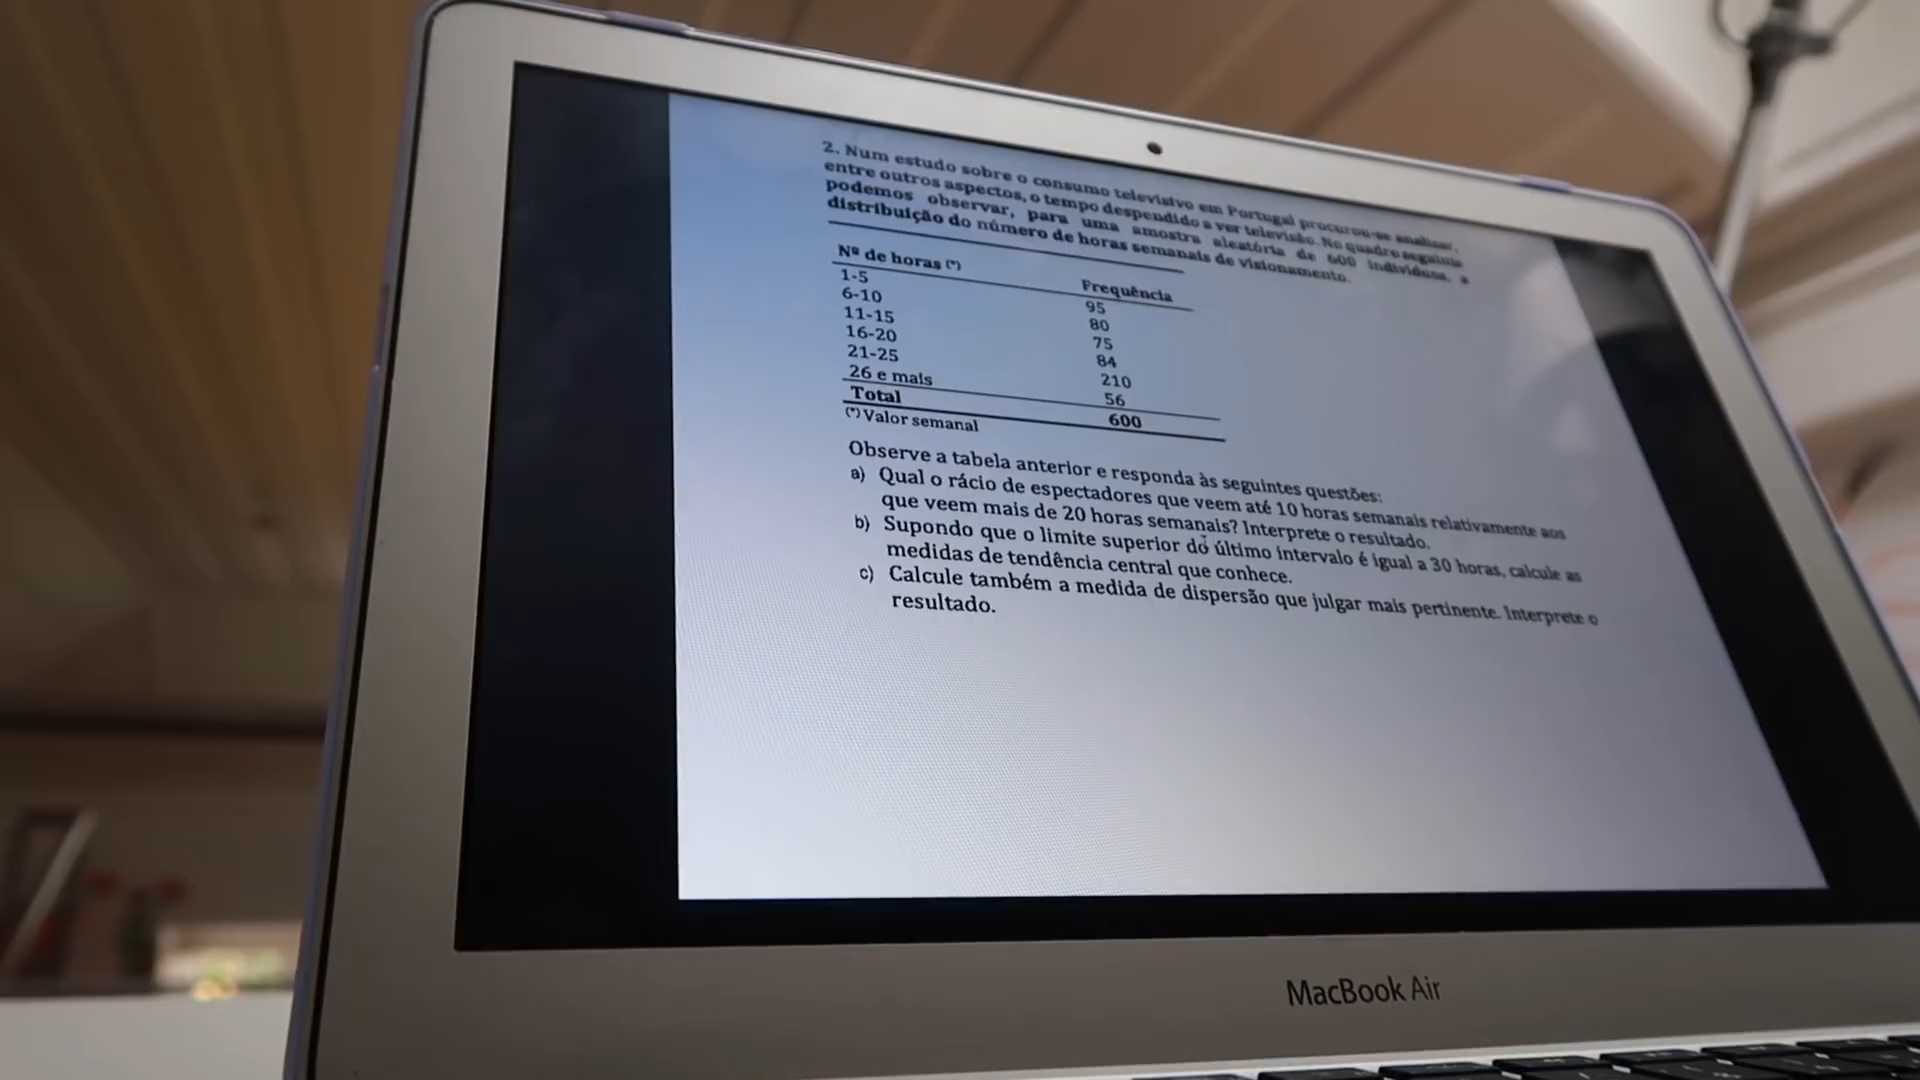 2. Num estudo sobre o consumo televisivo em Portugal procurou-se analisar,
entre outros aspectos, o tempo despendido a ver televisão. No quadro seguinte
podemos observar, para uma amostra aleatória de 600 indivíduos, a
distribuição do número de horas semanais de visionamento.
Nº de horas (*) Frequência
1-5 95
6-10 80
11-15 75
16-20 84
21-25 210
26 e mais 56
Total 600
(*) Valor semanal
Observe a tabela anterior e responda às seguintes questões:
a) Qual o rácio de espectadores que veem até 10 horas semanais relativamente aos
que veem mais de 20 horas semanais? Interprete o resultado.
b) Supondo que o limite superior do último intervalo é igual a 30 horas, calcule as
medidas de tendência central que conhece.
c) Calcule também a medida de dispersão que julgar mais pertinente. Interprete o
resultado.
MacBook Air